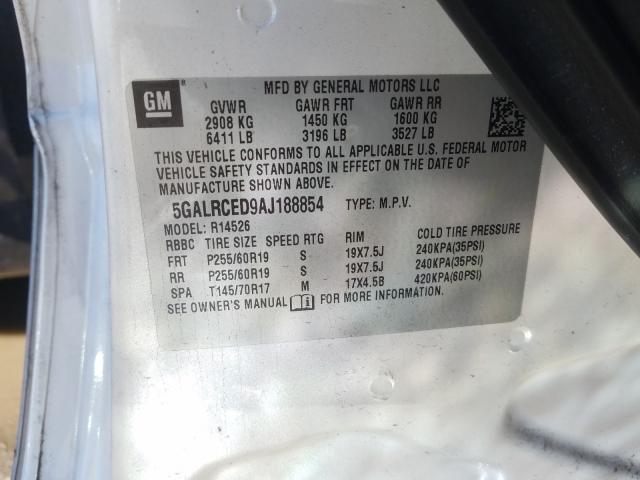 MFD BY GENERAL MOTORS LLC
GM ®
GVWR GAWR FRT GAWR RR
2908 KG 1450 KG 1600 KG
6411 LB 3196 LB 3527 LB
THIS VEHICLE CONFORMS TO ALL APPLICABLE U.S. FEDERAL MOTOR
VEHICLE SAFETY STANDARDS IN EFFECT ON THE DATE OF
MANUFACTURE SHOWN ABOVE.
5GALRCED9AJ188854 TYPE: M.P.V.
MODEL: R14526
RBBC TIRE SIZE SPEED RTG RIM COLD TIRE PRESSURE
FRT P255/60R19 S 19X7.5J 240KPA(35PSI)
RR P255/60R19 S 19X7.5J 240KPA(35PSI)
SPA T145/70R17 M 17X4.5B 420KPA(60PSI)
SEE OWNER'S MANUAL FOR MORE INFORMATION.